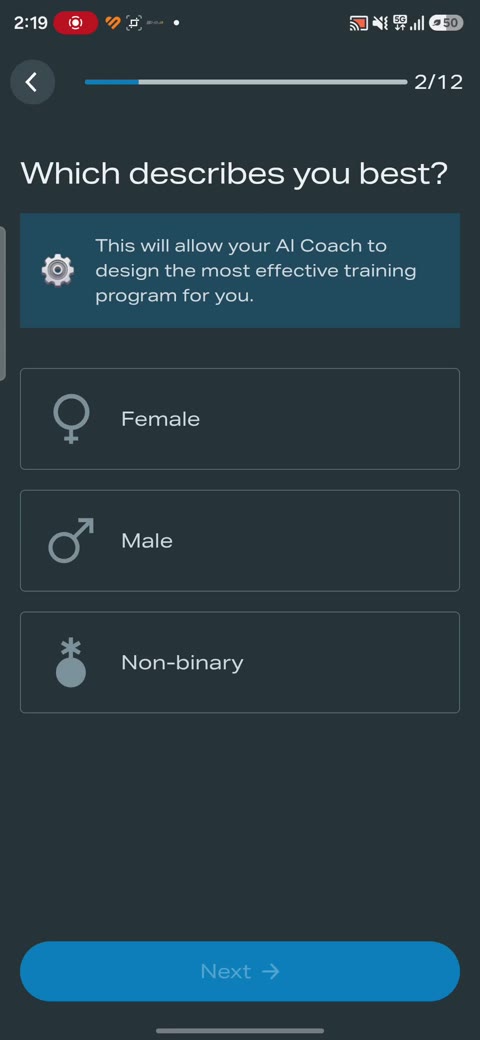 2:19
5G
50
2/12
Which describes you best?
This will allow your AI Coach to
design the most effective training
program for you.
Female
Male
Non-binary
Next →